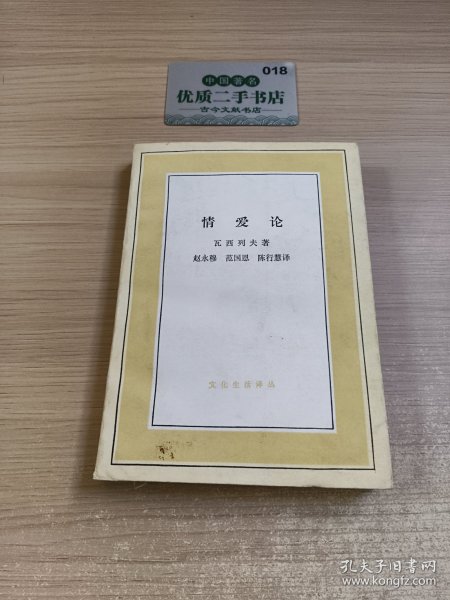 018
中国著名
优质二手书店
古今文献书店
情爱论
瓦西列夫著
赵永穆 范国恩 陈行慧译
文化生活译丛
孔夫子旧书网
www.kongfz.com